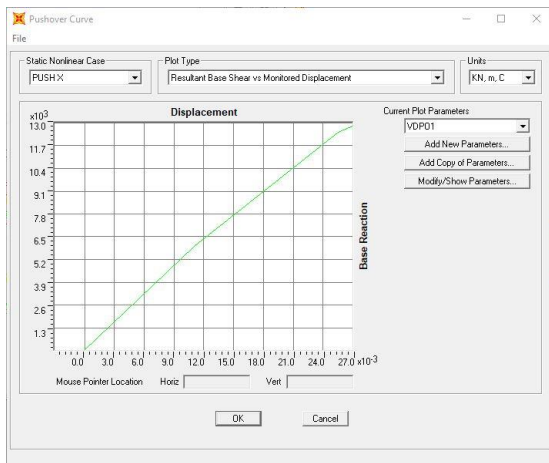 Pushover Curve
File
Static Nonlinear Case
PUSH X
Plot Type
Resultant Base Shear vs Monitored Displacement
Units
KN, m, C
Displacement
x10³
13.0
11.7
10.4
9.1
7.8
6.5
5.2
3.9
2.6
1.3
0.0 3.0 6.0 9.0 12.0 15.0 18.0 21.0 24.0 27.0 x10⁻³
Base Reaction
Current Plot Parameters
VDPO1
Add New Parameters...
Add Copy of Parameters...
Modify/Show Parameters...
Mouse Pointer Location Horiz Vert
OK Cancel